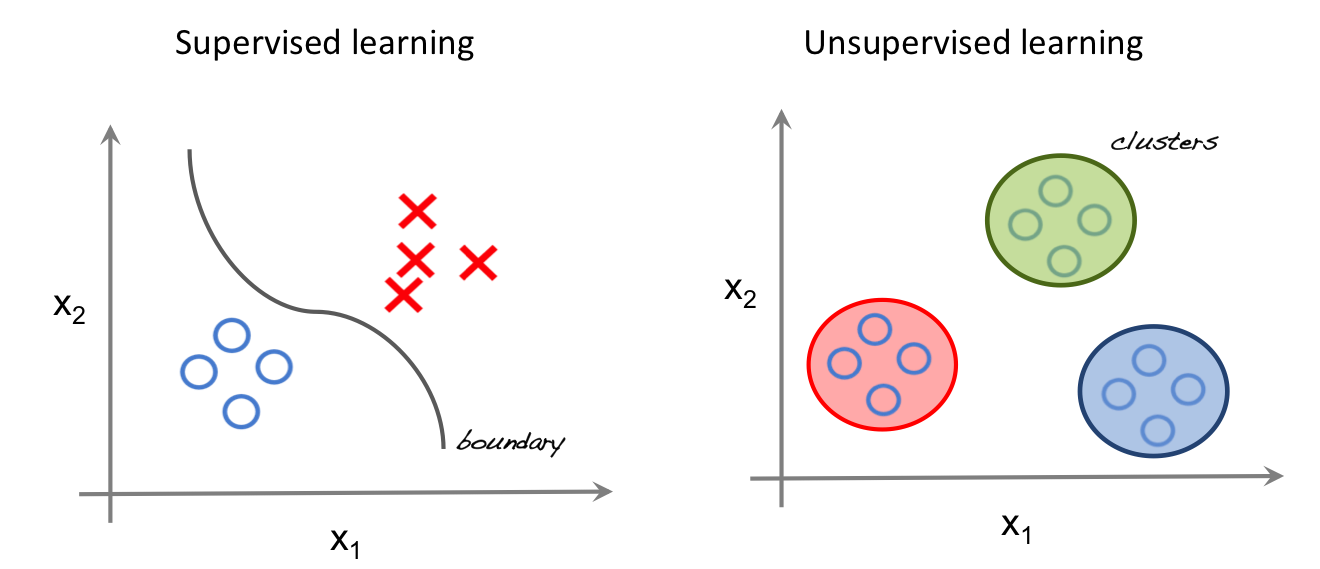 Supervised learning
x₂
boundary
x₁
Unsupervised learning
clusters
x₂
x₁